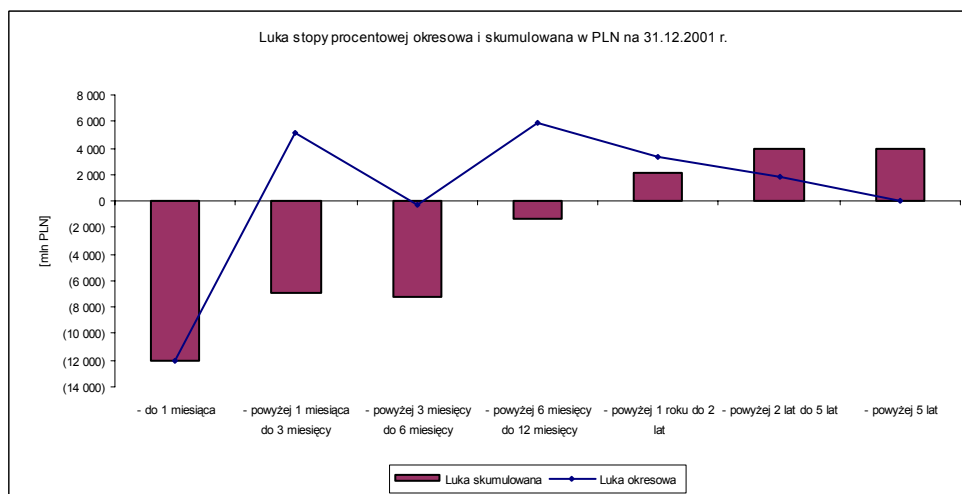 Luka stopy procentowej okresowa i skumulowana w PLN na 31.12.2001 r.
[mln PLN]
8 000
6 000
4 000
2 000
0
(2 000)
(4 000)
(6 000)
(8 000)
(10 000)
(12 000)
(14 000)
- do 1 miesiąca
- powyżej 1 miesiąca
do 3 miesięcy
- powyżej 3 miesięcy
do 6 miesięcy
- powyżej 6 miesięcy
do 12 miesięcy
- powyżej 1 roku do 2
lat
- powyżej 2 lat do 5 lat
- powyżej 5 lat
Luka skumulowana
Luka okresowa